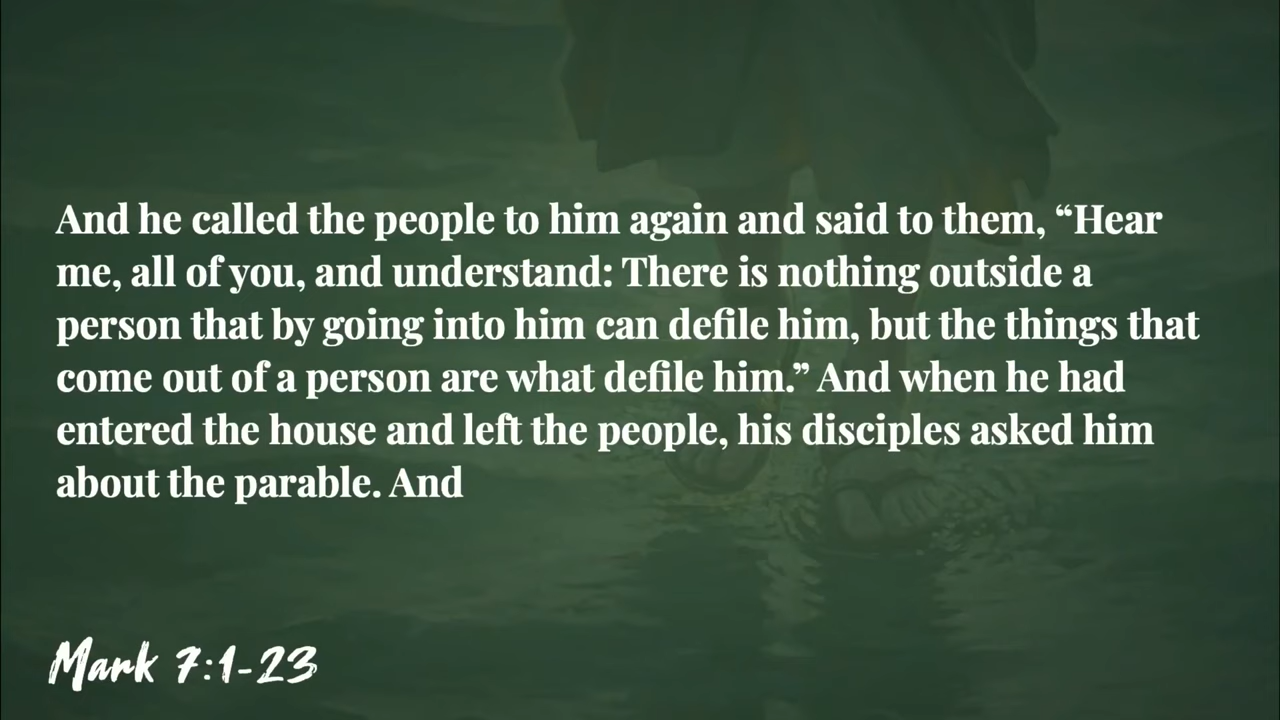 And he called the people to him again and said to them, “Hear
me, all of you, and understand: There is nothing outside a
person that by going into him can defile him, but the things that
come out of a person are what defile him.” And when he had
entered the house and left the people, his disciples asked him
about the parable. And
Mark 7:1-23